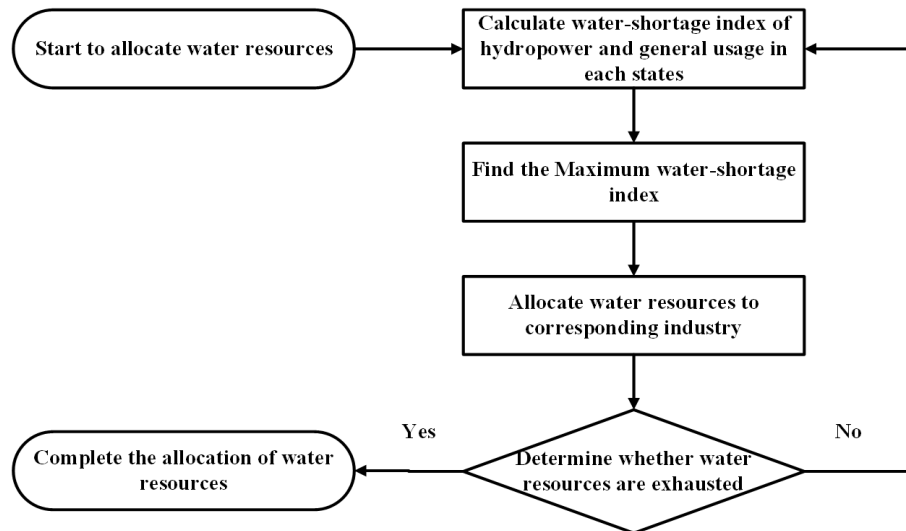 Start to allocate water resources
Calculate water-shortage index of
hydropower and general usage in
each states
Find the Maximum water-shortage
index
Allocate water resources to
corresponding industry
Yes
No
Complete the allocation of water
resources
Determine whether water
resources are exhausted